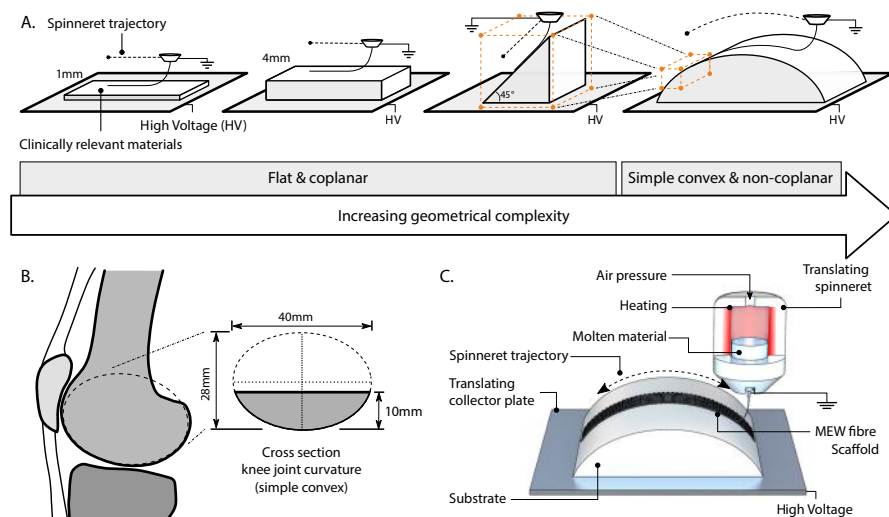 A.
Spinneret trajectory
1mm
4mm
45°
High Voltage (HV)
HV
HV
HV
Clinically relevant materials
Flat & coplanar
Simple convex & non-coplanar
Increasing geometrical complexity
B.
40mm
28mm
10mm
Cross section
knee joint curvature
(simple convex)
C.
Air pressure
Translating
spinneret
Heating
Molten material
Spinneret trajectory
Translating
collector plate
MEW fibre
Scaffold
Substrate
High Voltage